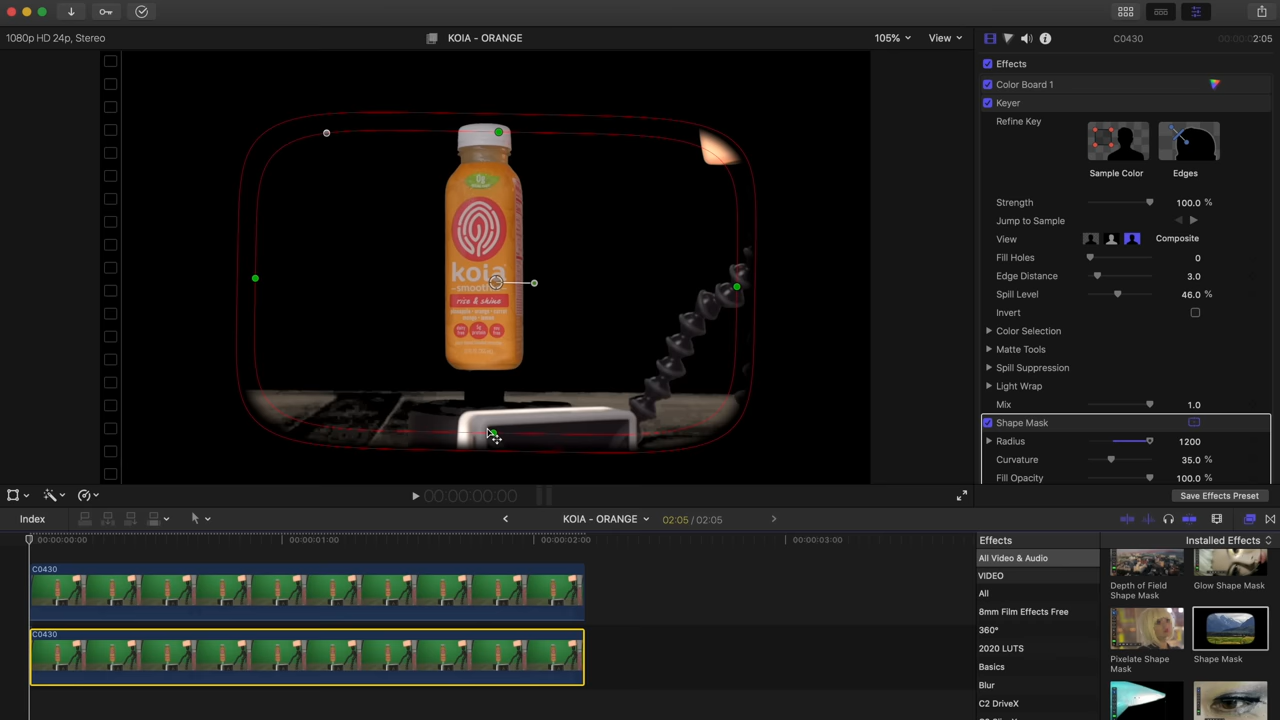 1080p HD 24p, Stereo
KOIA - ORANGE
105%
View
C0430
00:00:02:05
Effects
Color Board 1
Keyer
Refine Key
Sample Color
Edges
Strength
100.0 %
Jump to Sample
View
Composite
Fill Holes
0
Edge Distance
3.0
Spill Level
46.0 %
Invert
Color Selection
Matte Tools
Spill Suppression
Light Wrap
Mix
1.0
Shape Mask
Radius
1200
Curvature
35.0 %
Fill Opacity
100.0 %
Save Effects Preset
koia
smooth
rise & shine
00:00:00:00
Index
KOIA - ORANGE
02:05 / 02:05
00:00:00:00
00:00:01:00
00:00:02:00
00:00:03:00
C0430
C0430
Effects
Installed Effects
All Video & Audio
VIDEO
All
8mm Film Effects Free
360°
2020 LUTS
Basics
Blur
C2 DriveX
Depth of Field
Shape Mask
Glow Shape Mask
Pixelate Shape
Mask
Shape Mask